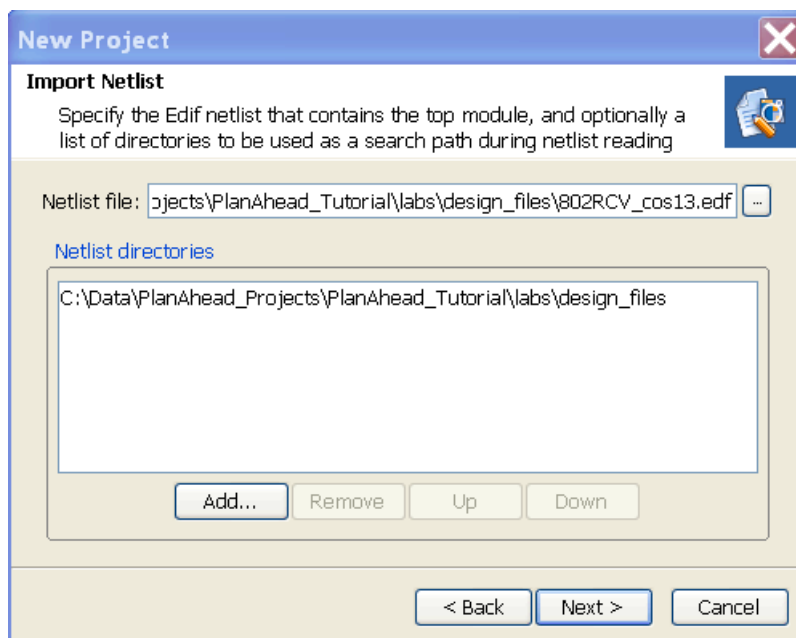 New Project
Import Netlist
Specify the Edif netlist that contains the top module, and optionally a
list of directories to be used as a search path during netlist reading
Netlist file: ojects\PlanAhead_Tutorial\labs\design_files\802RCV_cos13.edf ...
Netlist directories
C:\Data\PlanAhead_Projects\PlanAhead_Tutorial\labs\design_files
Add... Remove Up Down
< Back Next > Cancel